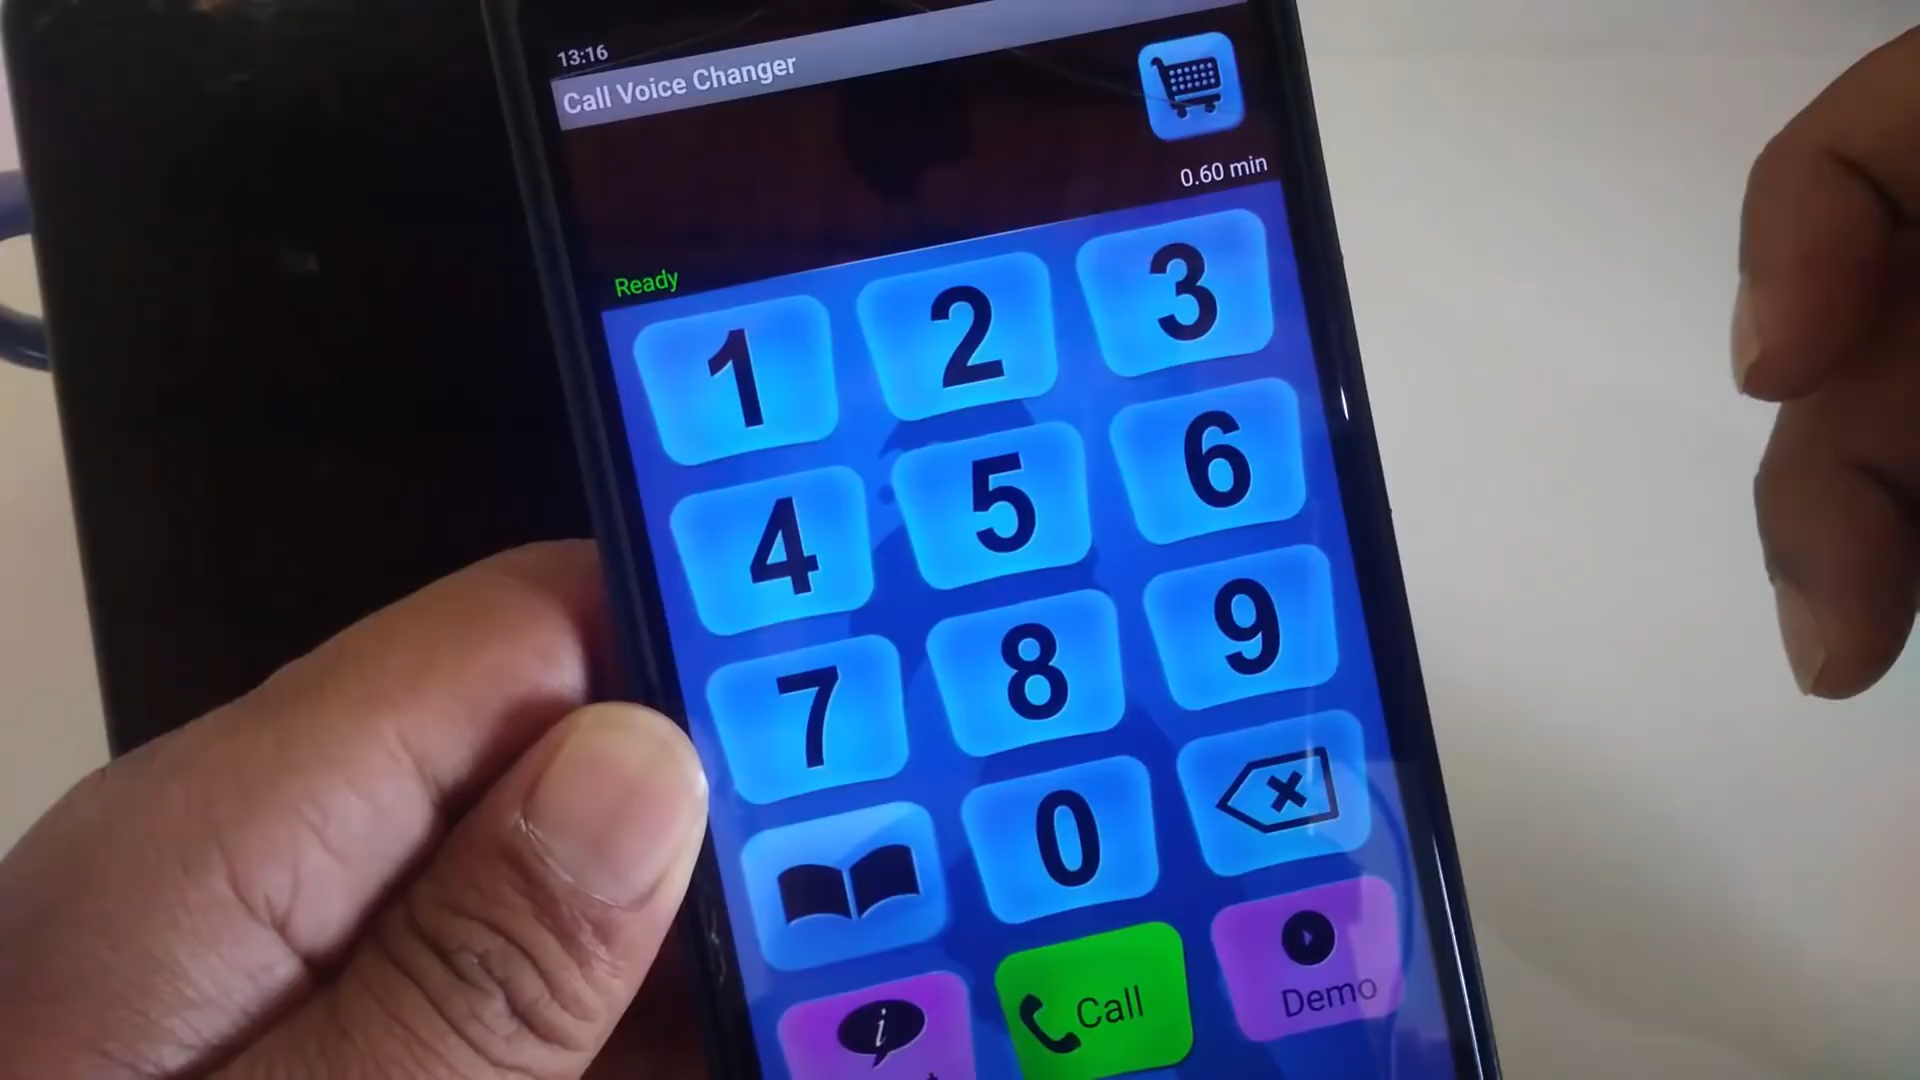 13:16
Call Voice Changer
0.60 min
Ready
1 2 3
4 5 6
7 8 9
0
Call
Demo